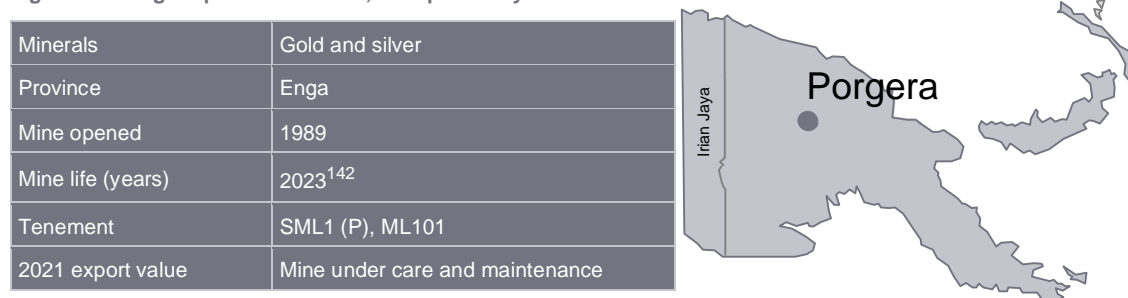 Minerals Gold and silver
Province Enga
Mine opened 1989
Mine life (years) 2023142
Tenement SML1 (P), ML101
2021 export value Mine under care and maintenance
Porgera
Irian Jaya